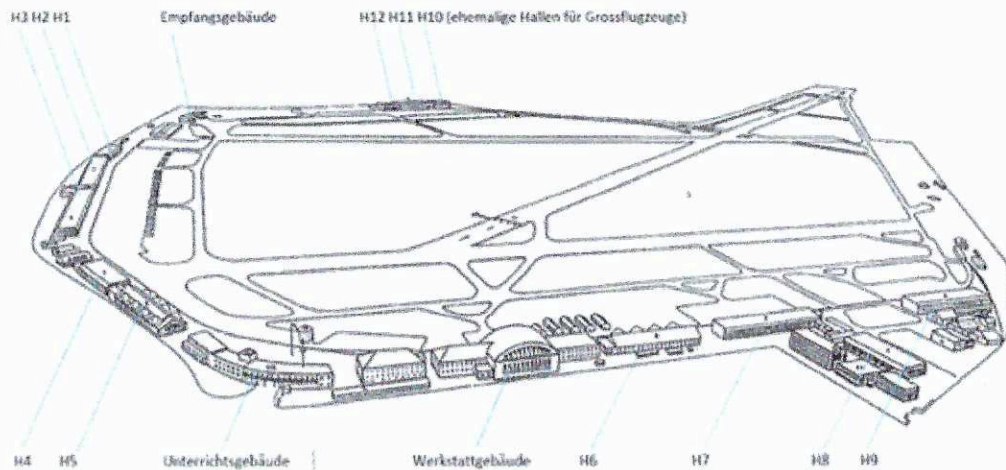 H3 H2 H1 Empfangsgebäude H12 H11 H10 (ehemalige Hallen für Grossflugzeuge)
H4 H5 Unterrichtsgebäude Werkstattgebäude H6 H7 H8 H9